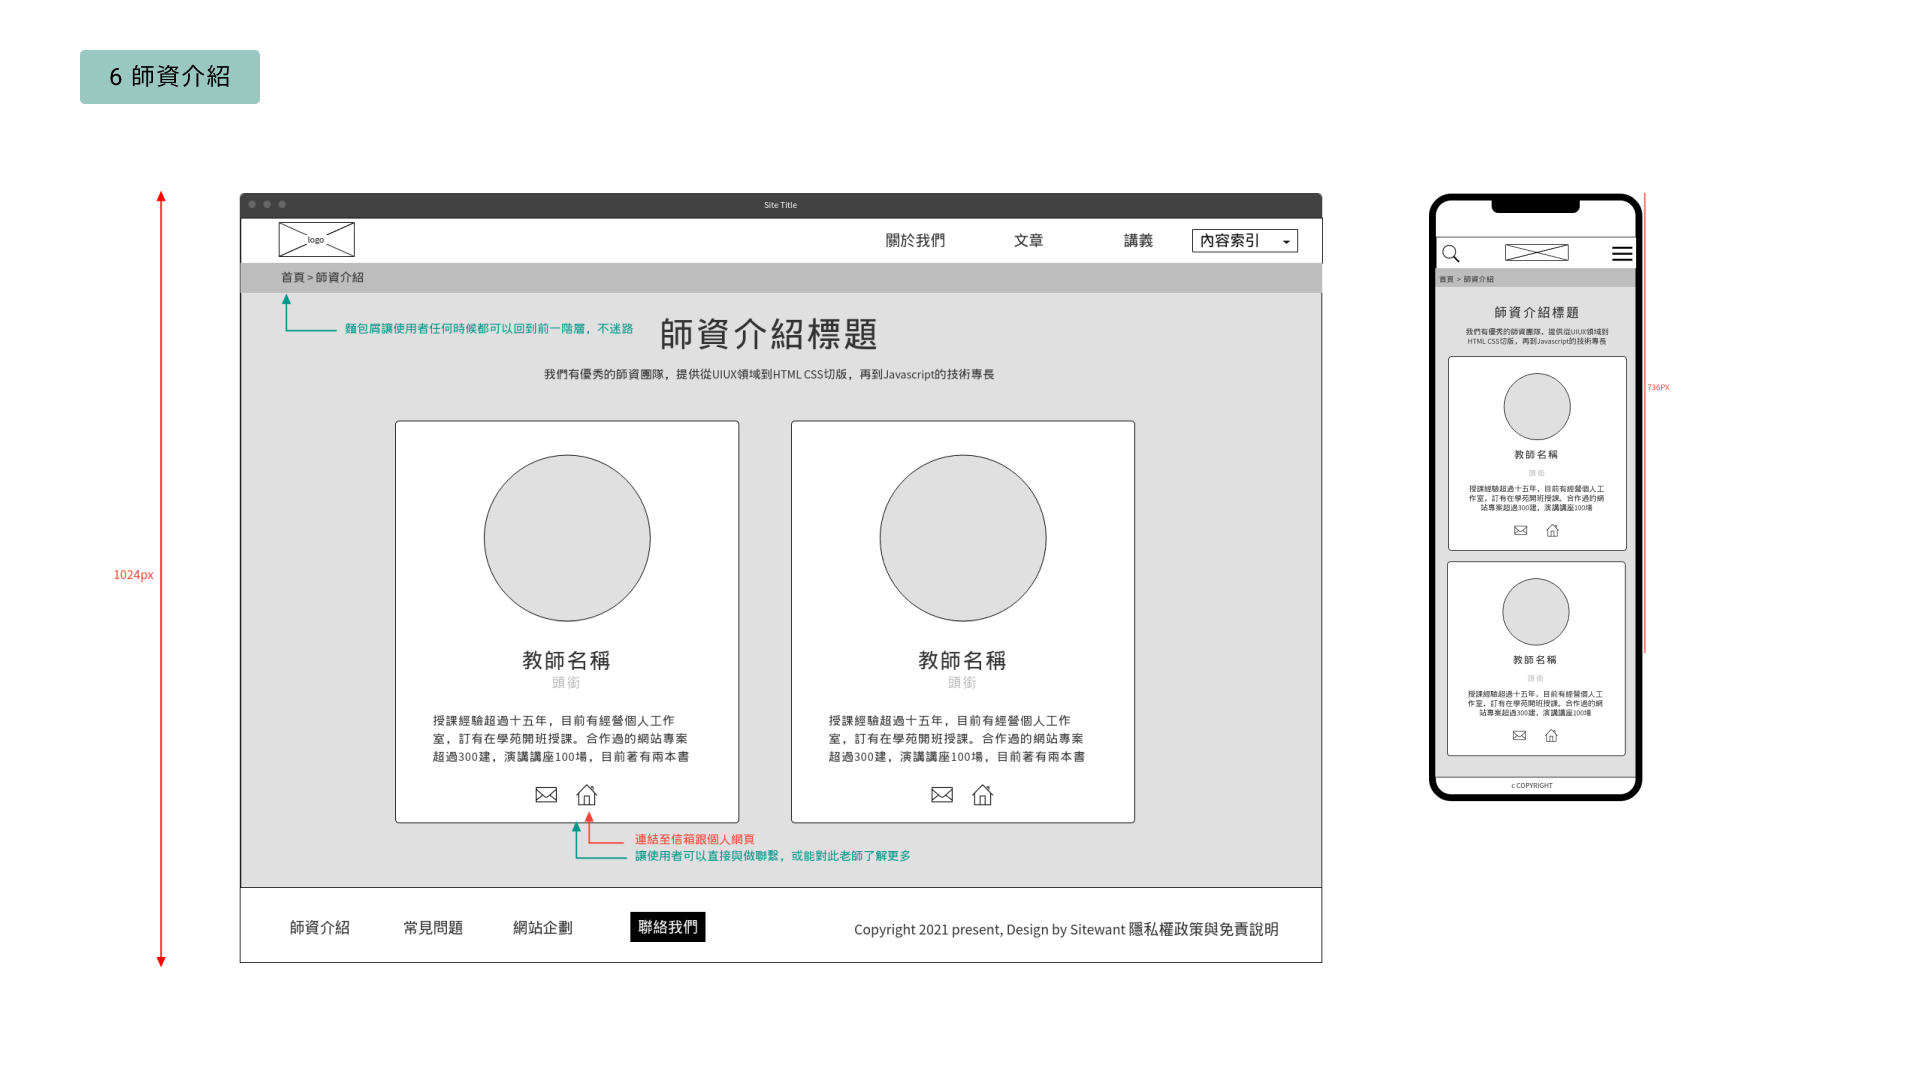 6 師資介紹
1024px
Site Title
logo
關於我們
文章
講義
內容索引
首頁 > 師資介紹
麵包屑讓使用者任何時候都可以回到前一階層，不迷路
師資介紹標題
我們有優秀的師資團隊，提供從UIUX領域到HTML CSS切版，再到Javascript的技術專長
教師名稱
頭銜
授課經驗超過十五年，目前有經營個人工作
室，訂有在學苑開班授課。合作過的網站專案
超過300建，演講講座100場，目前著有兩本書
教師名稱
頭銜
授課經驗超過十五年，目前有經營個人工作
室，訂有在學苑開班授課。合作過的網站專案
超過300建，演講講座100場，目前著有兩本書
連結至信箱跟個人網頁
讓使用者可以直接與做聯繫，或能對此老師了解更多
師資介紹
常見問題
網站企劃
聯絡我們
Copyright 2021 present, Design by Sitewant 隱私權政策與免責說明
首頁 > 師資介紹
師資介紹標題
我們有優秀的師資團隊，提供從UIUX領域到
HTML CSS切版，再到Javascript的技術專長
736PX
教師名稱
頭銜
授課經驗超過十五年，目前有經營個人工
作室，訂有在學苑開班授課。合作過的網
站專案超過300建，演講講座100場
教師名稱
頭銜
授課經驗超過十五年，目前有經營個人工
作室，訂有在學苑開班授課。合作過的網
站專案超過300建，演講講座100場
c COPYRIGHT